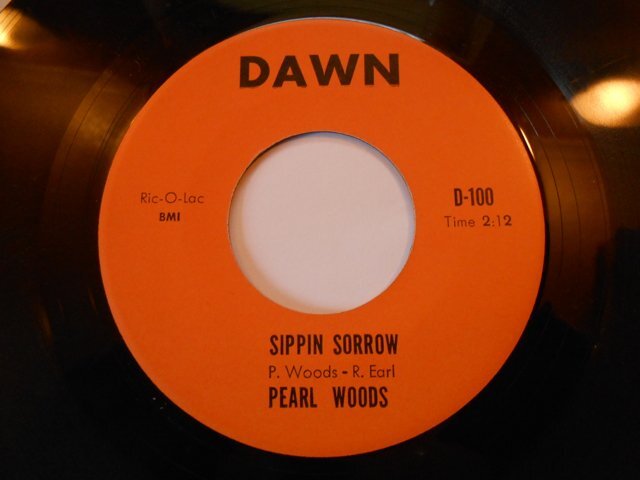 DAWN
Ric-O-Lac
BMI
D-100
Time 2:12
SIPPIN SORROW
P. Woods - R. Earl
PEARL WOODS